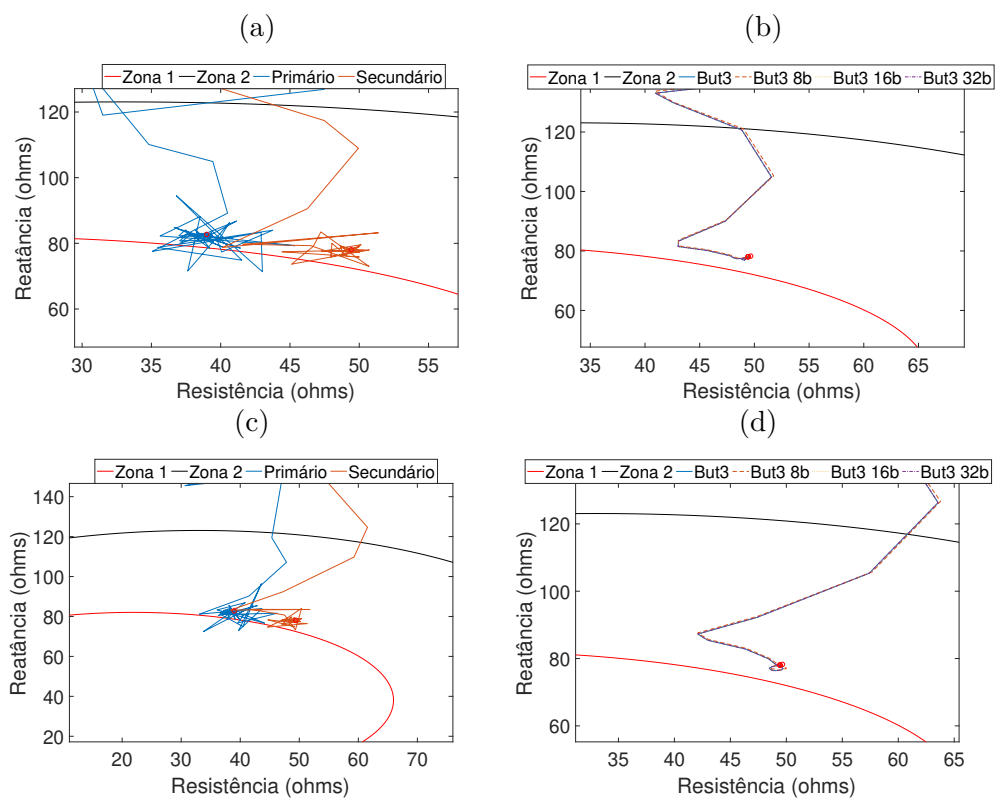 (a)
Zona 1 Zona 2 Primário Secundário
120
100
80
60
30 35 40 45 50 55
Reatância (ohms)
Resistência (ohms)
(b)
Zona 1 Zona 2 But3 But3 8b But3 16b But3 32b
120
100
80
60
35 40 45 50 55 60 65
Reatância (ohms)
Resistência (ohms)
(c)
Zona 1 Zona 2 Primário Secundário
140
120
100
80
60
40
20
20 30 40 50 60 70
Reatância (ohms)
Resistência (ohms)
(d)
Zona 1 Zona 2 But3 But3 8b But3 16b But3 32b
120
100
80
60
35 40 45 50 55 60 65
Reatância (ohms)
Resistência (ohms)